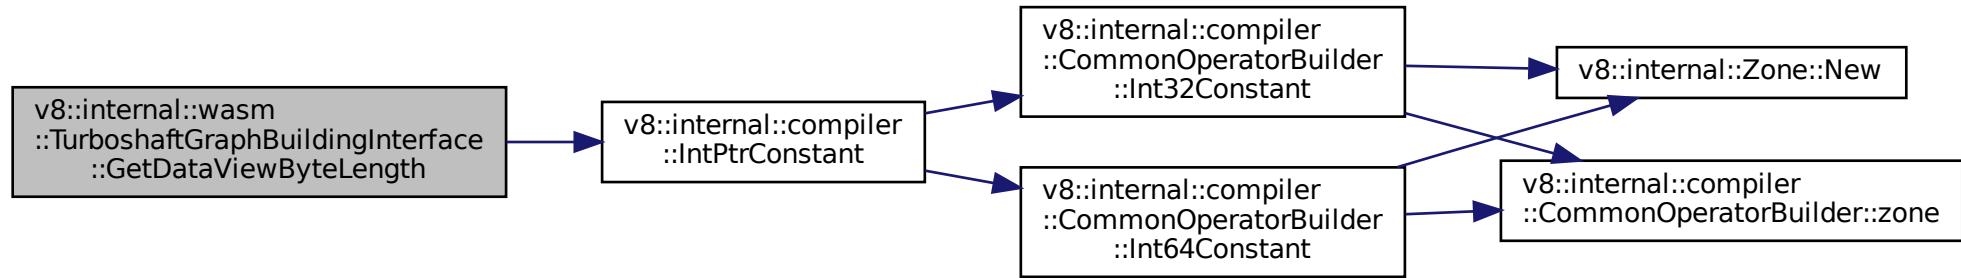 v8::internal::wasm
::TurboshaftGraphBuildingInterface
::GetDataViewByteLength
v8::internal::compiler
::IntPtrConstant
v8::internal::compiler
::CommonOperatorBuilder
::Int32Constant
v8::internal::compiler
::CommonOperatorBuilder
::Int64Constant
v8::internal::Zone::New
v8::internal::compiler
::CommonOperatorBuilder::zone